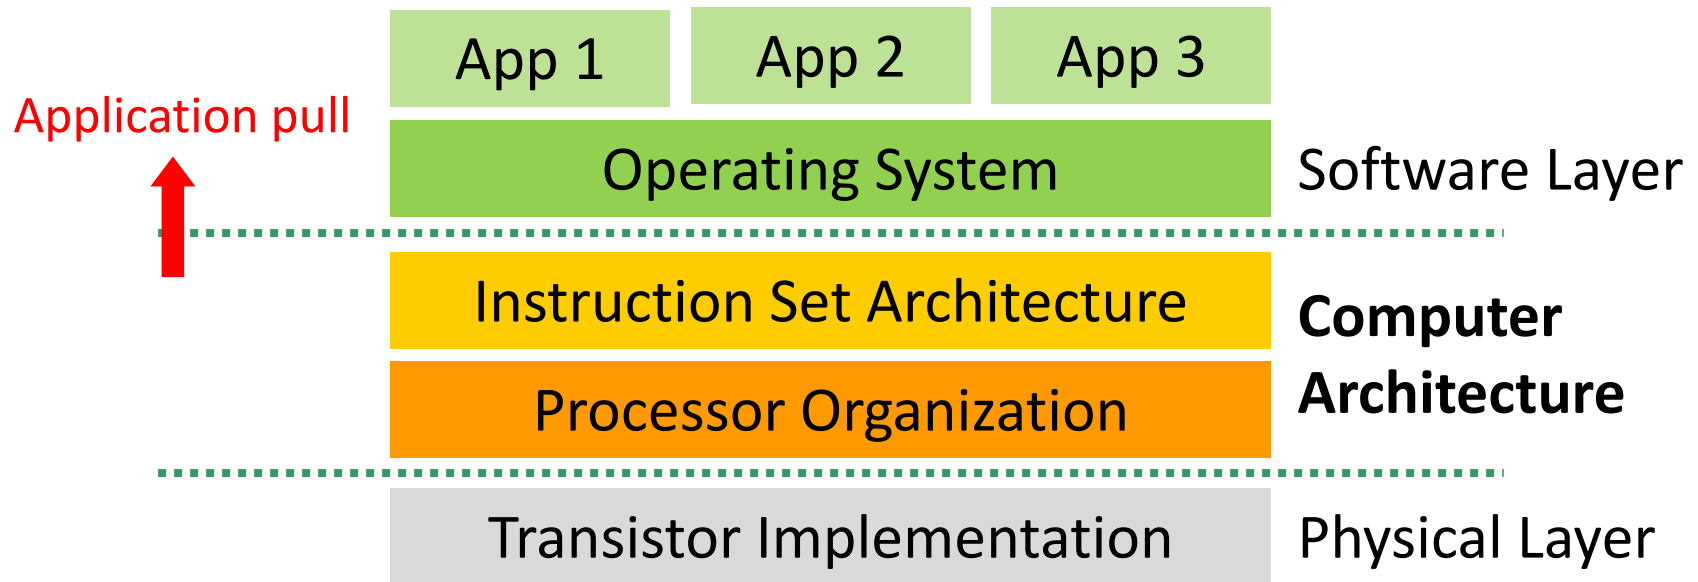 App 1
App 2
App 3
Application pull
Operating System
Software Layer
Instruction Set Architecture
Computer
Architecture
Processor Organization
Transistor Implementation
Physical Layer